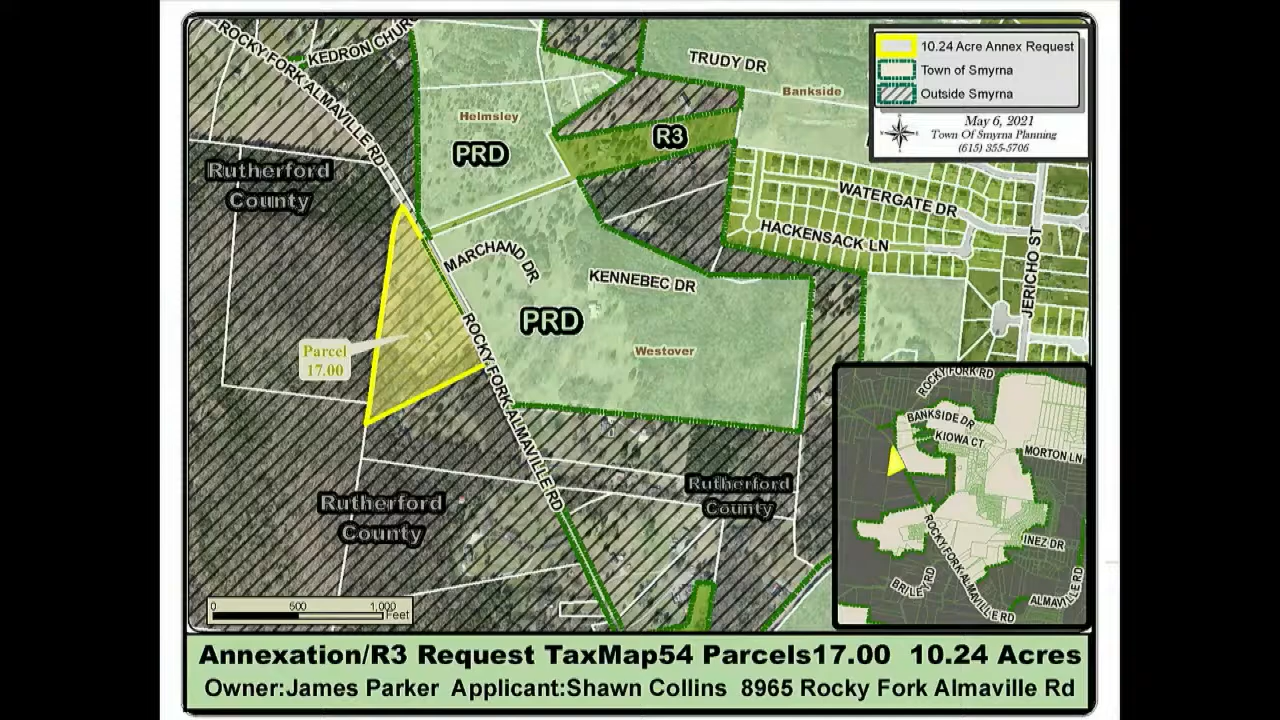 ROCKY FORK ALMAVILLE RD
KEDRON CHUR
TRUDY DR
Bankside
10.24 Acre Annex Request
Town of Smyrna
Outside Smyrna
May 6, 2021
Town Of Smyrna Planning
(615) 355-5706
Helmsley
PRD
R3
Rutherford
County
WATERGATE DR
HACKENSACK LN
JERICHO ST
MARCHAND DR
KENNEBEC DR
PRD
Westover
Parcel
17.00
ROCKY FORK ALMAVILLE RD
Rutherford
County
Rutherford
County
ROCKY FORK RD
BANKSIDE DR
KIOWA CT
MORTON LN
ROCKY FORK ALMAVILLE RD
INEZ DR
BRILEY RD
ALMAVILLE RD
0 500 1,000
Feet
Annexation/R3 Request TaxMap54 Parcels17.00 10.24 Acres
Owner:James Parker Applicant:Shawn Collins 8965 Rocky Fork Almaville Rd